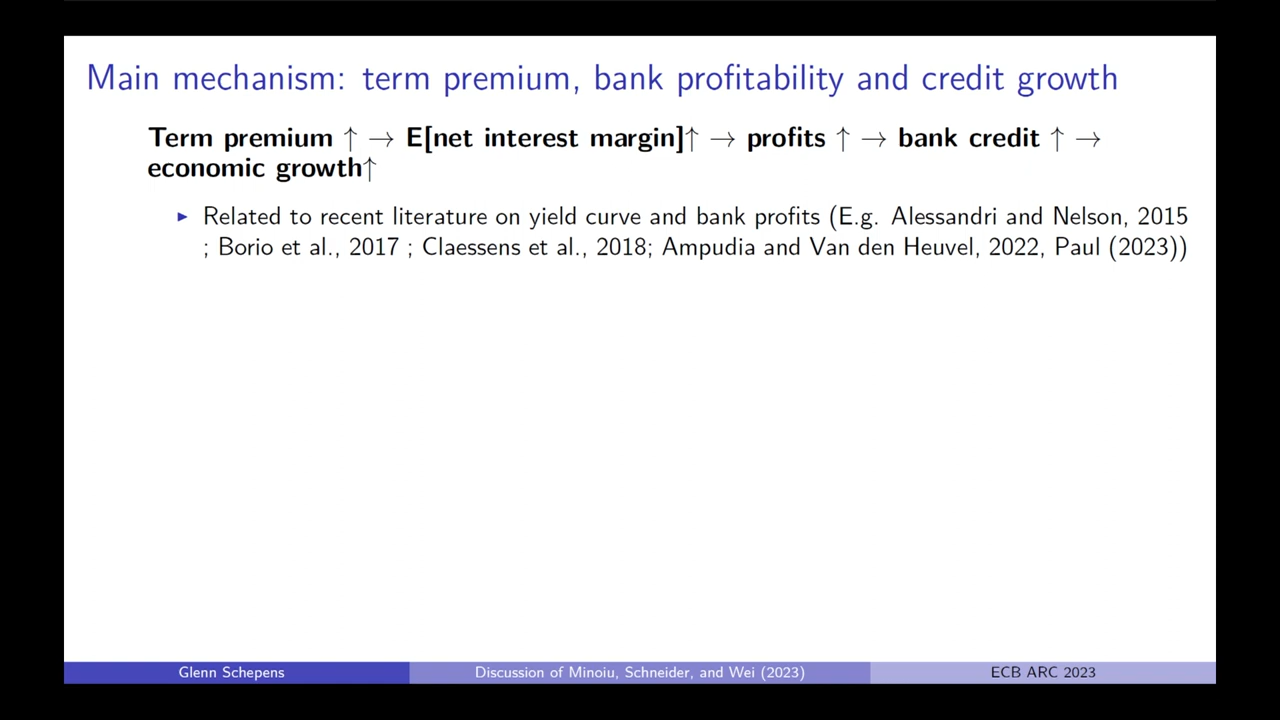 Main mechanism: term premium, bank profitability and credit growth
Term premium ↑ → E[net interest margin]↑ → profits ↑ → bank credit ↑ →
economic growth↑
▶ Related to recent literature on yield curve and bank profits (E.g. Alessandri and Nelson, 2015
; Borio et al., 2017 ; Claessens et al., 2018; Ampudia and Van den Heuvel, 2022, Paul (2023))
Glenn Schepens
Discussion of Minoiu, Schneider, and Wei (2023)
ECB ARC 2023